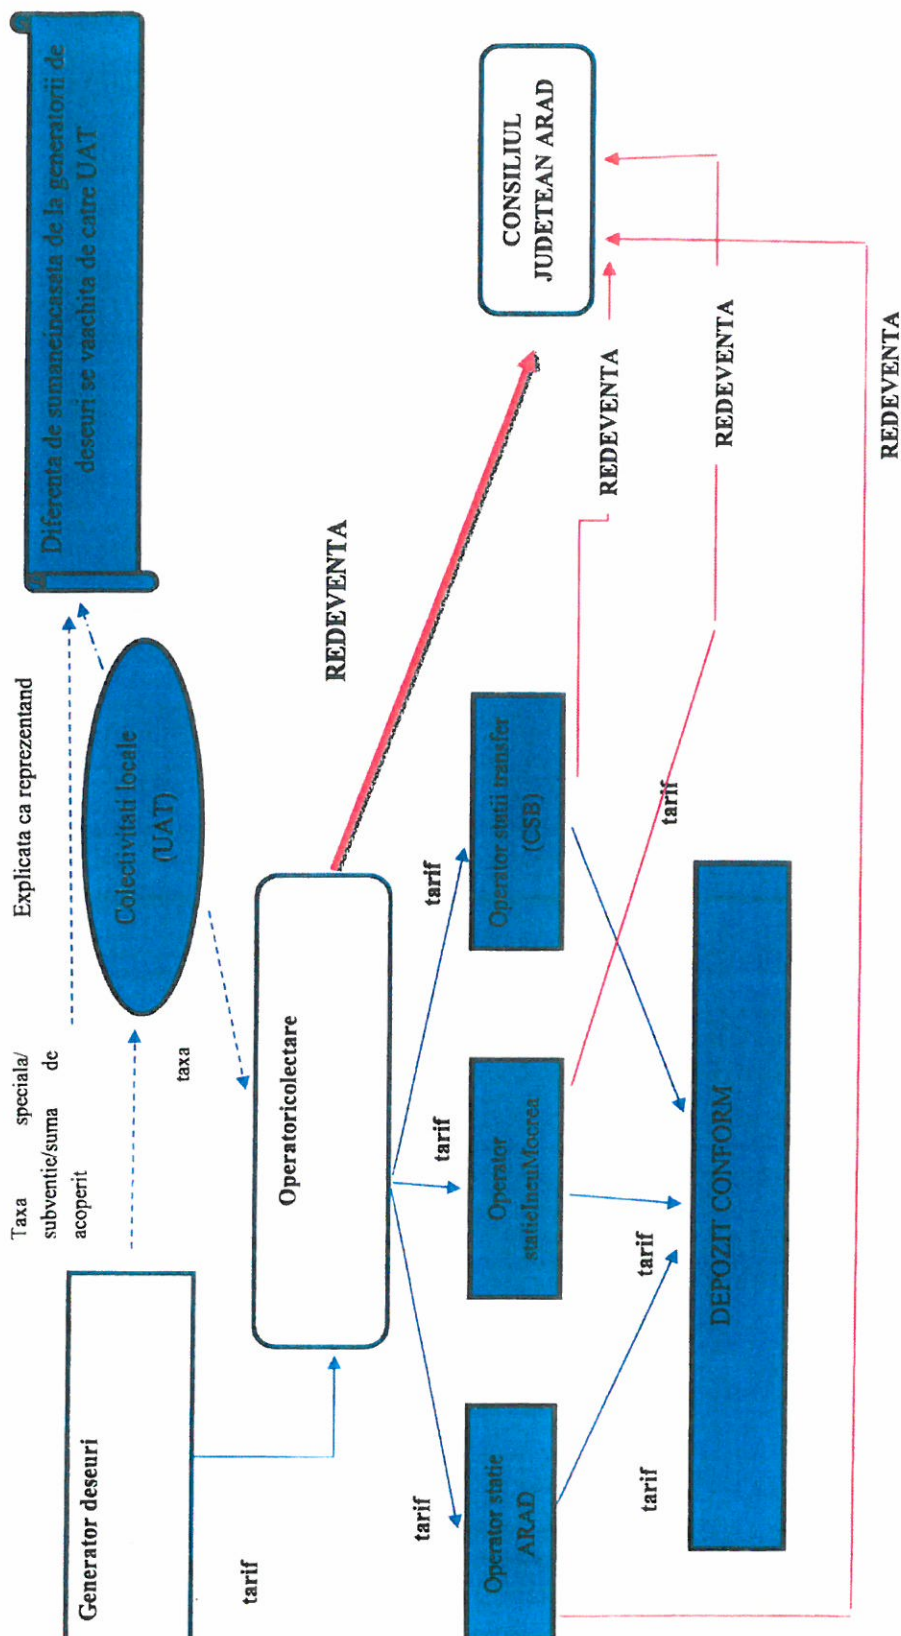 Taxa speciala/
subventie/suma de
acoperit
Explicata ca reprezentand
Diferenta de sumaneincasata de la generatorii de
deseuri se vaachita de catre UAT
Generator deseuri
taxa
Colectivitati locale
(UAT)
tarif
Operatoricolectare
REDEVENTA
CONSILIUL
JUDETEAN ARAD
tarif
tarif
tarif
Operator statie
ARAD
Operator
statieIneuMocrea
Operator statii transfer
(CSB)
REDEVENTA
tarif
tarif
tarif
REDEVENTA
DEPOZIT CONFORM
REDEVENTA